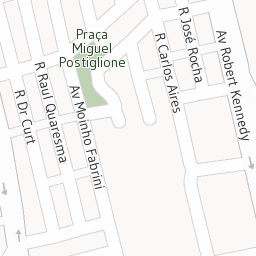 Praça
Miguel
Postiglione
R José Rocha
Av Robert Kennedy
R Carlos Aires
R Raul Quaresma
Av Moinho Fabrini
R Dr Curt